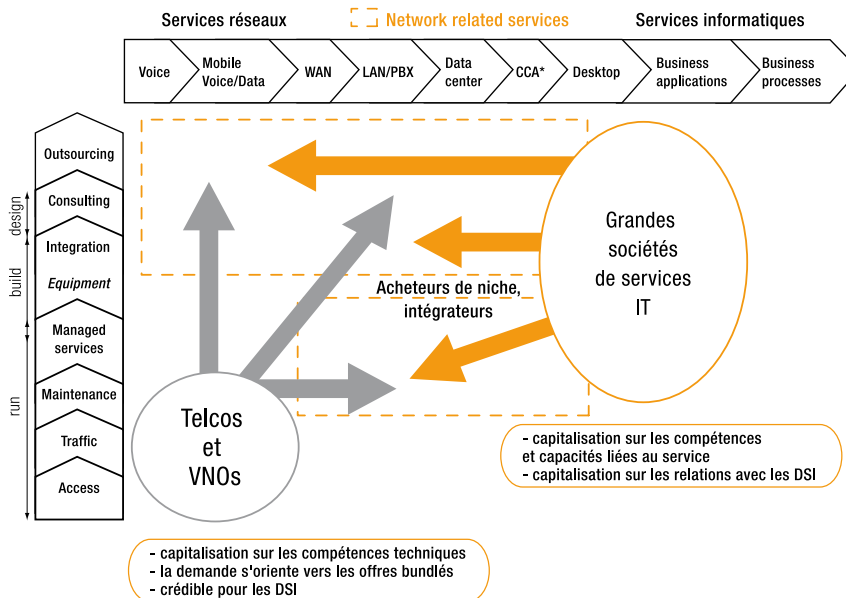 Services réseaux
Network related services
Services informatiques
Voice
Mobile
Voice/Data
WAN
LAN/PBX
Data
center
CCA*
Desktop
Business
applications
Business
processes
Outsourcing
Consulting
Integration
Equipment
Managed
services
Maintenance
Traffic
Access
design
build
run
Grandes
sociétés
de services
IT
Acheteurs de niche,
intégrateurs
Telcos
et
VNOs
- capitalisation sur les compétences
et capacités liées au service
- capitalisation sur les relations avec les DSI
- capitalisation sur les compétences techniques
- la demande s'oriente vers les offres bundlés
- crédible pour les DSI